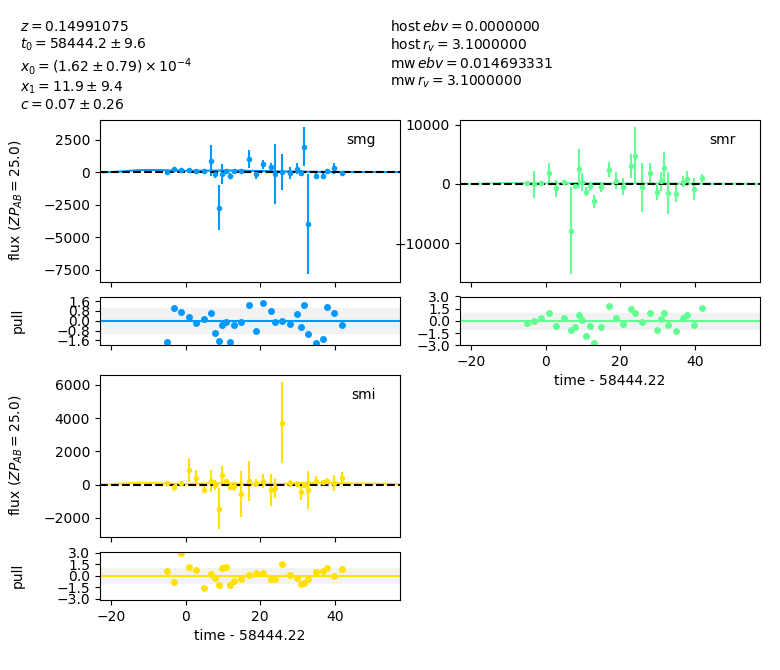 z = 0.14991075
t₀ = 58444.2 ± 9.6
x₀ = (1.62 ± 0.79) × 10⁻⁴
x₁ = 11.9 ± 9.4
c = 0.07 ± 0.26
host ebv = 0.0000000
host r_v = 3.1000000
mw ebv = 0.014693331
mw r_v = 3.1000000
smg
2500
0
−2500
−5000
−7500
flux (ZP_AB = 25.0)
smr
10000
0
−10000
1.6
0.8
0.0
−0.8
−1.6
pull
3.0
1.5
0.0
−1.5
−3.0
−20
0
20
40
time - 58444.22
smi
6000
4000
2000
0
−2000
flux (ZP_AB = 25.0)
3.0
1.5
0.0
−1.5
−3.0
pull
−20
0
20
40
time - 58444.22